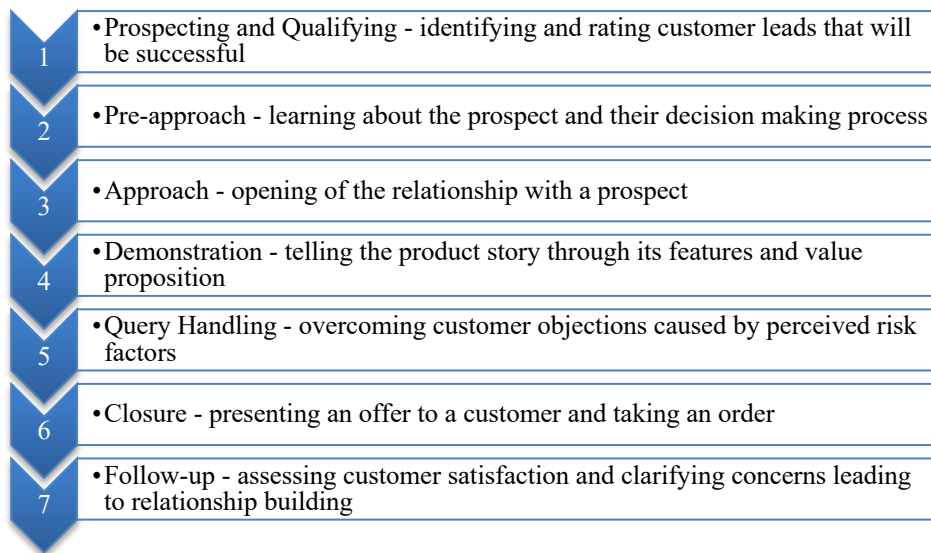 1
•Prospecting and Qualifying - identifying and rating customer leads that will
be successful
2
•Pre-approach - learning about the prospect and their decision making process
3
•Approach - opening of the relationship with a prospect
4
•Demonstration - telling the product story through its features and value
proposition
5
•Query Handling - overcoming customer objections caused by perceived risk
factors
6
•Closure - presenting an offer to a customer and taking an order
7
•Follow-up - assessing customer satisfaction and clarifying concerns leading
to relationship building